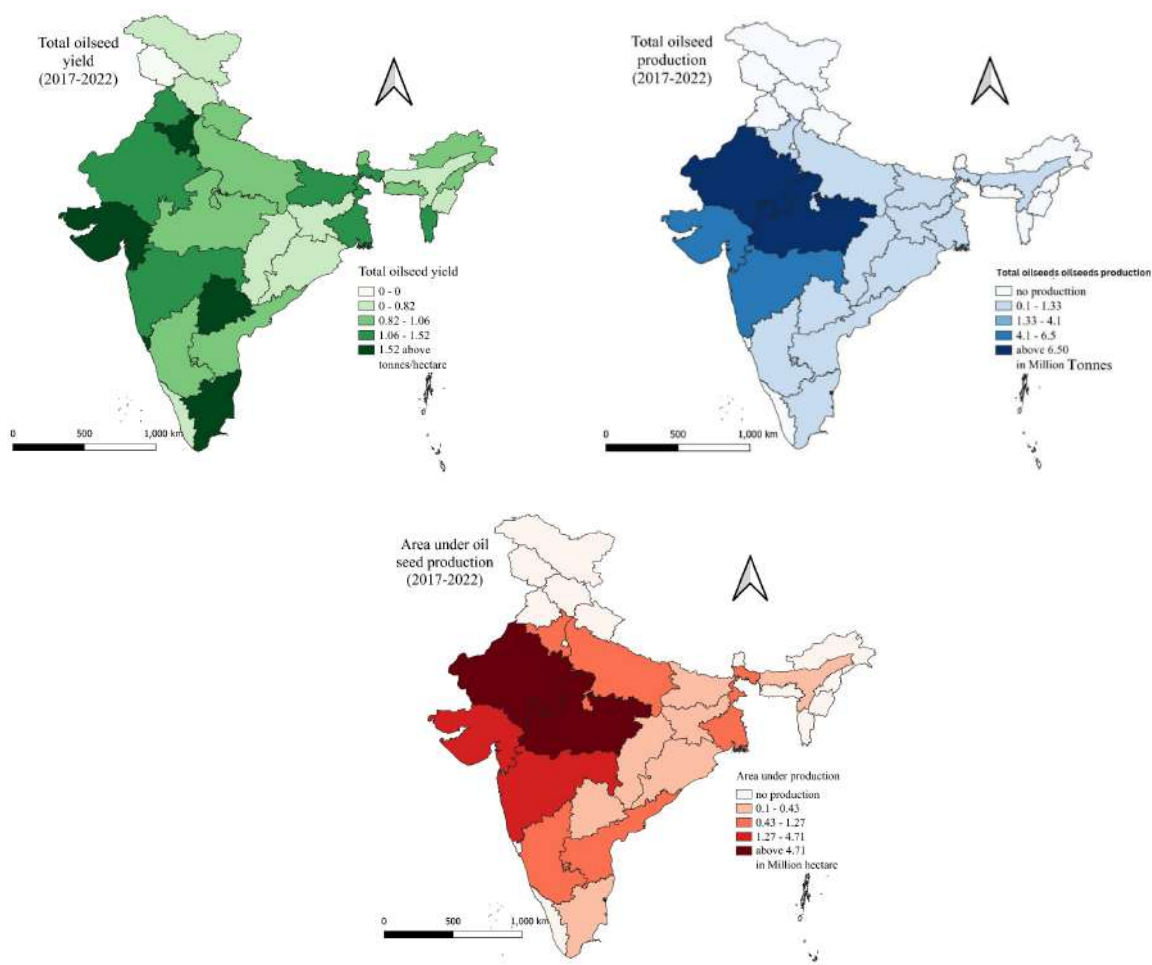 Total oilseed
yield
(2017-2022)
Total oilseed yield
0 - 0
0 - 0.82
0.82 - 1.06
1.06 - 1.52
1.52 above
tonnes/hectare
0 500 1,000 km
Total oilseed
production
(2017-2022)
Total oilseeds oilseeds production
no producttion
0.1 - 1.33
1.33 - 4.1
4.1 - 6.5
above 6.50
in Million Tonnes
0 500 1,000 km
Area under oil
seed production
(2017-2022)
Area under production
no production
0.1 - 0.43
0.43 - 1.27
1.27 - 4.71
above 4.71
in Million hectare
0 500 1,000 km